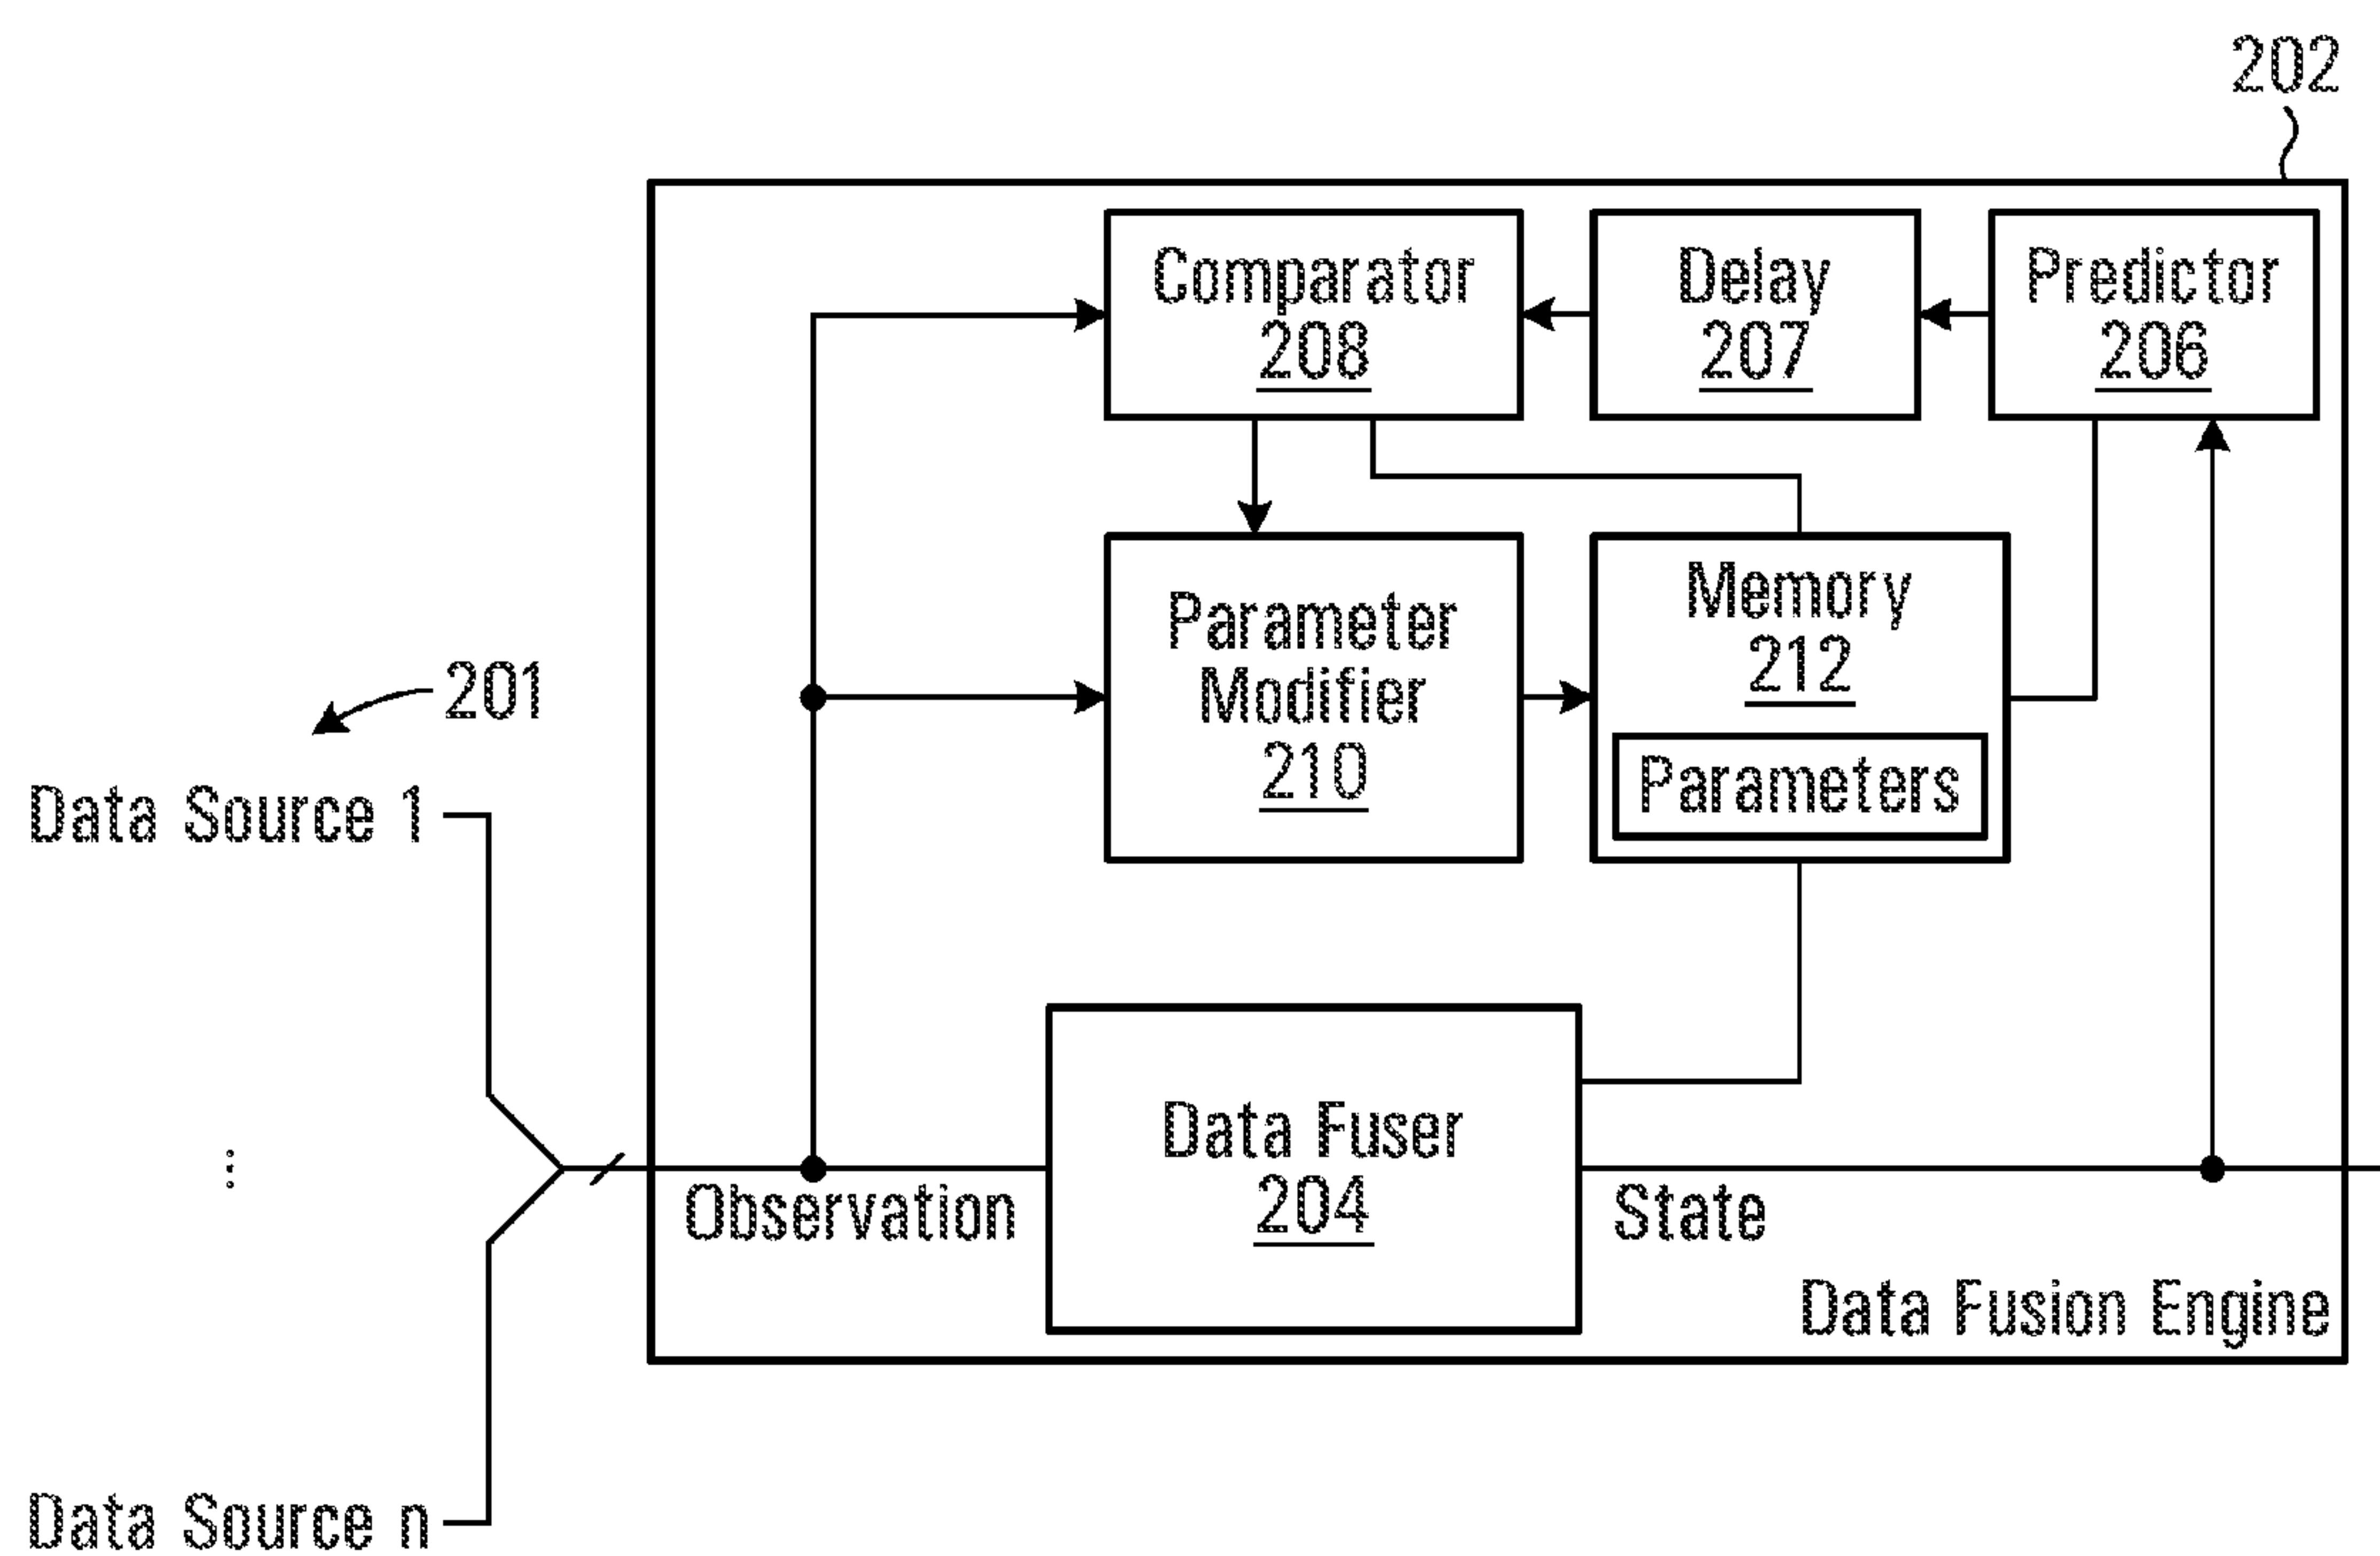 202
Comparator
208
Delay
207
Predictor
206
Parameter
Modifier
210
Memory
212
Parameters
201
Data Source 1
⋮
Data Source n
Observation
Data Fuser
204
State
Data Fusion Engine